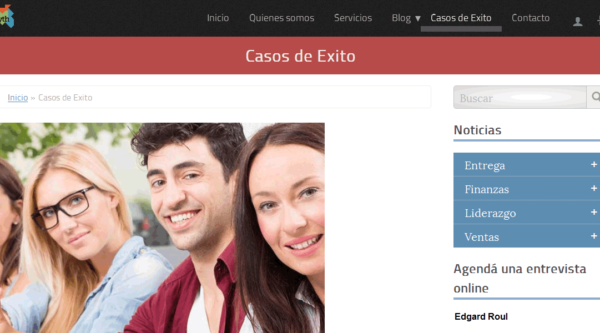 Inicio Quienes somos Servicios Blog ▼ Casos de Exito Contacto
Casos de Exito
Inicio » Casos de Exito
Buscar
Noticias
Entrega +
Finanzas +
Liderazgo +
Ventas +
Agendá una entrevista
online
Edgard Roul